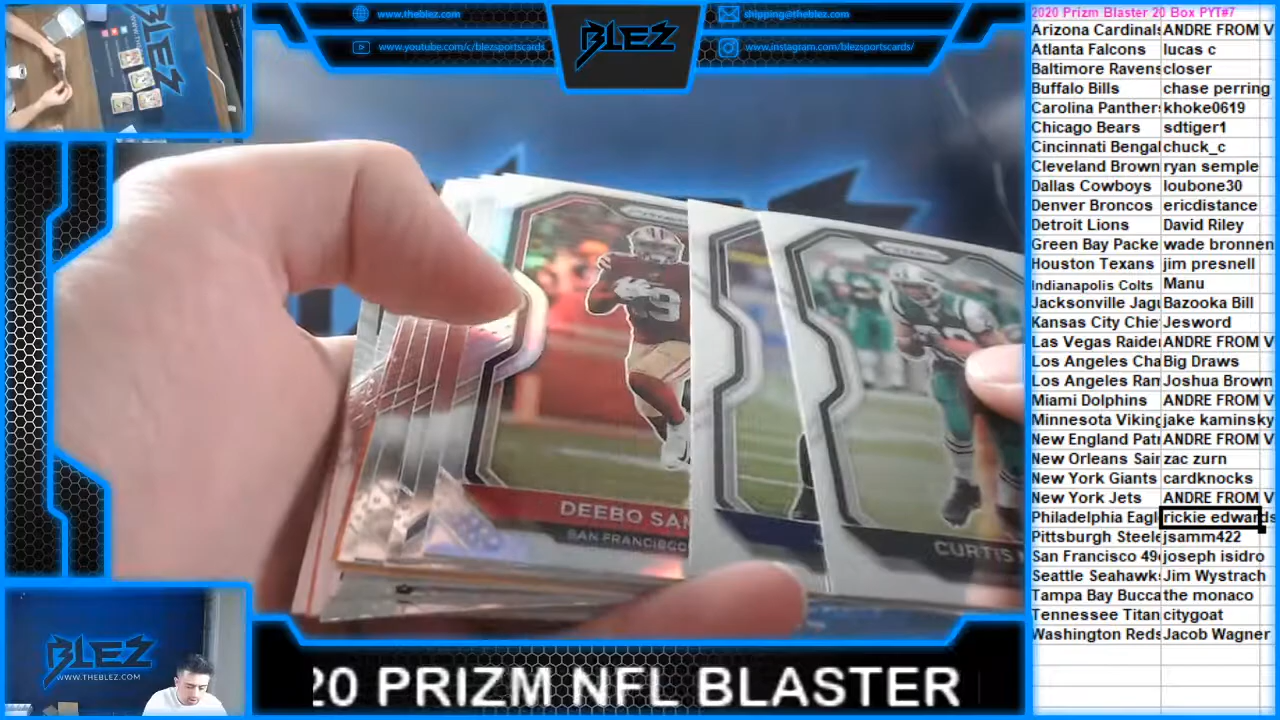 www.theblez.com
shipping@theblez.com
www.youtube.com/c/blezsportscards
www.instagram.com/blezsportscards/
BLEZ
2020 Prizm Blaster 20 Box PYT#7
Arizona Cardinals ANDRE FROM V
Atlanta Falcons lucas c
Baltimore Ravens closer
Buffalo Bills chase perring
Carolina Panthers khoke0619
Chicago Bears sdtiger1
Cincinnati Bengal chuck_c
Cleveland Brown ryan semple
Dallas Cowboys loubone30
Denver Broncos ericdistance
Detroit Lions David Riley
Green Bay Packe wade bronnen
Houston Texans jim presnell
Indianapolis Colts Manu
Jacksonville Jagu Bazooka Bill
Kansas City Chie Jesword
Las Vegas Raide ANDRE FROM V
Los Angeles Cha Big Draws
Los Angeles Ram Joshua Brown
Miami Dolphins ANDRE FROM V
Minnesota Viking jake kaminsky
New England Patr ANDRE FROM V
New Orleans Sain zac zurn
New York Giants cardknocks
New York Jets ANDRE FROM V
Philadelphia Eagl rickie edwards
Pittsburgh Steele jsamm422
San Francisco 49e joseph isidro
Seattle Seahawk Jim Wystrach
Tampa Bay Bucca the monaco
Tennessee Titan citygoat
Washington Reds Jacob Wagner
DEEBO SAM
SAN FRANCISCO
CURTIS
BLEZ
WWW.THEBLEZ.COM
20 PRIZM NFL BLASTER